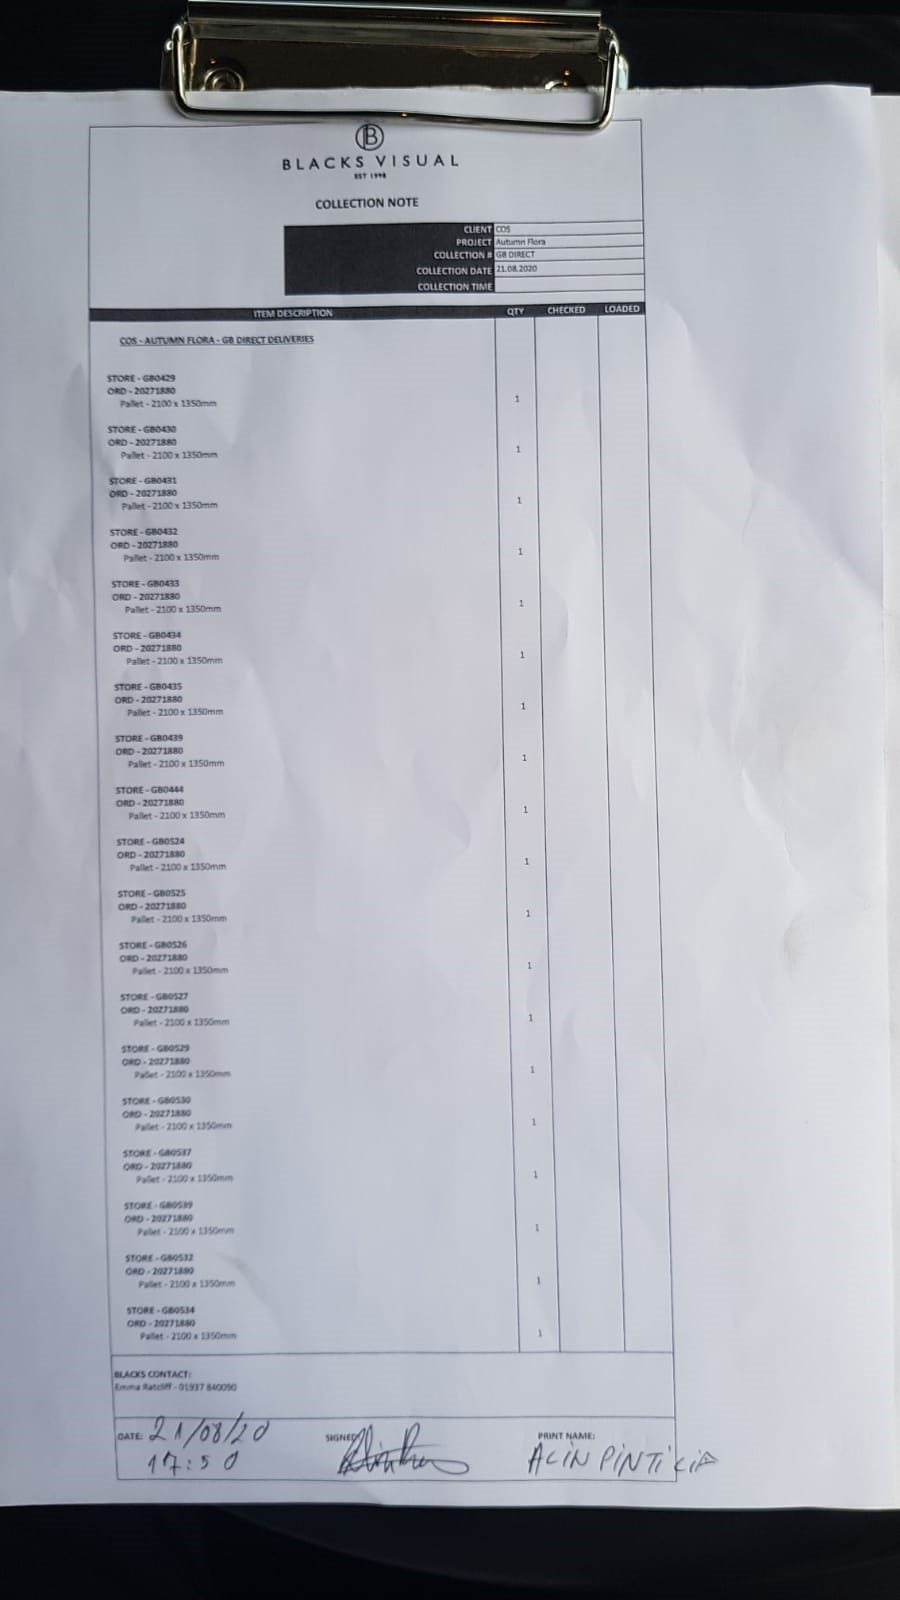 B
BLACKS VISUAL
EST 1998
COLLECTION NOTE
CLIENT COS
PROJECT Autumn Flora
COLLECTION # GB DIRECT
COLLECTION DATE 21.08.2020
COLLECTION TIME
ITEM DESCRIPTION QTY CHECKED LOADED
COS - AUTUMN FLORA - GB DIRECT DELIVERIES
STORE - GB0429
ORD - 20271880
Pallet - 2100 x 1350mm 1
STORE - GB0430
ORD - 20271880
Pallet - 2100 x 1350mm 1
STORE - GB0431
ORD - 20271880
Pallet - 2100 x 1350mm 1
STORE - GB0432
ORD - 20271880
Pallet - 2100 x 1350mm 1
STORE - GB0433
ORD - 20271880
Pallet - 2100 x 1350mm 1
STORE - GB0434
ORD - 20271880
Pallet - 2100 x 1350mm 1
STORE - GB0435
ORD - 20271880
Pallet - 2100 x 1350mm 1
STORE - GB0439
ORD - 20271880
Pallet - 2100 x 1350mm 1
STORE - GB0444
ORD - 20271880
Pallet - 2100 x 1350mm 1
STORE - GB0524
ORD - 20271880
Pallet - 2100 x 1350mm 1
STORE - GB0525
ORD - 20271880
Pallet - 2100 x 1350mm 1
STORE - GB0526
ORD - 20271880
Pallet - 2100 x 1350mm 1
STORE - GB0527
ORD - 20271880
Pallet - 2100 x 1350mm 1
STORE - GB0529
ORD - 20271880
Pallet - 2100 x 1350mm 1
STORE - GB0530
ORD - 20271880
Pallet - 2100 x 1350mm 1
STORE - GB0537
ORD - 20271880
Pallet - 2100 x 1350mm 1
STORE - GB0539
ORD - 20271880
Pallet - 2100 x 1350mm 1
STORE - GB0532
ORD - 20271880
Pallet - 2100 x 1350mm 1
STORE - GB0534
ORD - 20271880
Pallet - 2100 x 1350mm 1
BLACKS CONTACT:
Emma Ratcliff - 01937 840090
DATE: 21/08/20 SIGNED: PRINT NAME:
17:50 ALIN PINTILIA